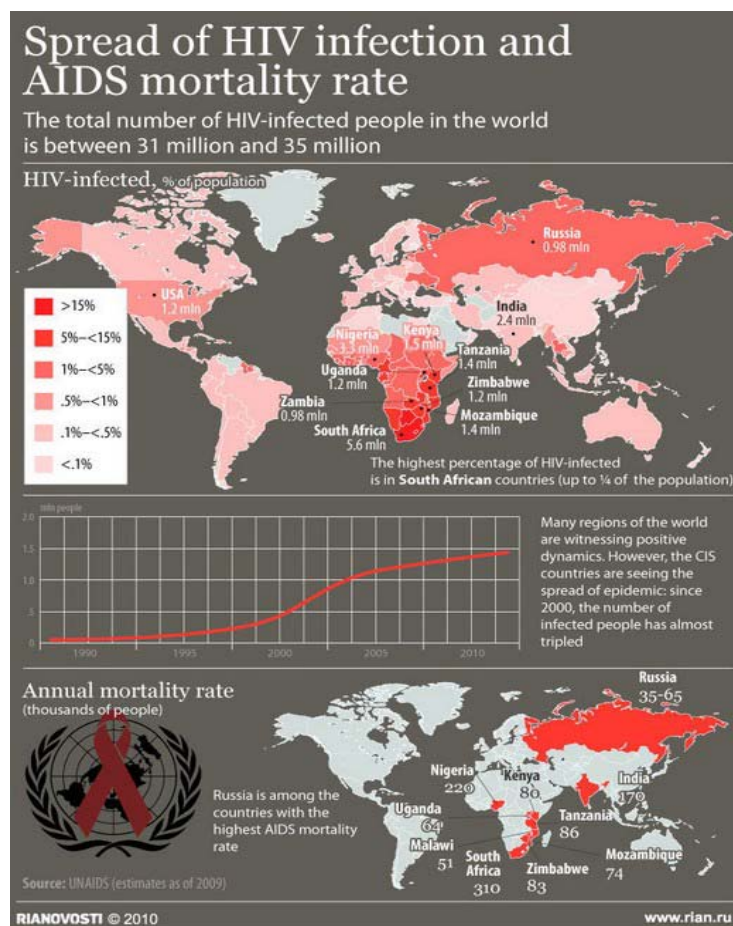 Spread of HIV infection and
AIDS mortality rate
The total number of HIV-infected people in the world
is between 31 million and 35 million
HIV-infected, % of population
>15%
5%–<15%
1%–<5%
.5%–<1%
.1%–<.5%
<.1%
USA
1.2 mln
Russia
0.98 mln
India
2.4 mln
Nigeria
3.3 mln
Kenya
1.5 mln
Tanzania
1.4 mln
Uganda
1.2 mln
Zimbabwe
1.2 mln
Zambia
0.98 mln
Mozambique
1.4 mln
South Africa
5.6 mln
The highest percentage of HIV-infected
is in South African countries (up to ¼ of the population)
mln people
2.0
1.5
1.0
.5
0
1990 1995 2000 2005 2010
Many regions of the world
are witnessing positive
dynamics. However, the CIS
countries are seeing the
spread of epidemic: since
2000, the number of
infected people has almost
tripled
Annual mortality rate
(thousands of people)
Russia is among the
countries with the
highest AIDS mortality
rate
Russia
35-65
Nigeria
220
Kenya
80
India
170
Uganda
64
Tanzania
86
Malawi
51
South
Africa
310
Zimbabwe
83
Mozambique
74
Source: UNAIDS (estimates as of 2009)
RIANOVOSTI © 2010
www.rian.ru